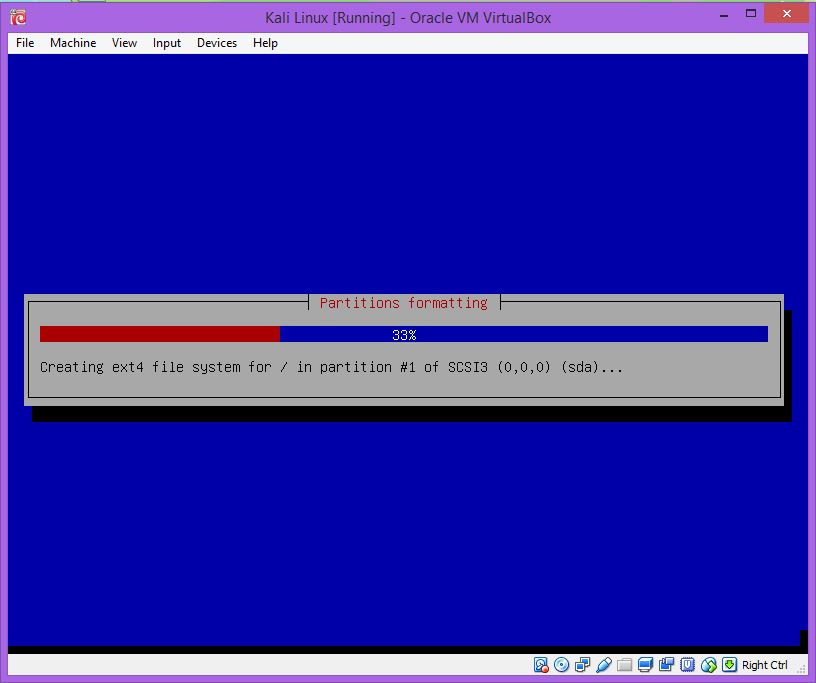 Kali Linux [Running] - Oracle VM VirtualBox
File Machine View Input Devices Help
Partitions formatting
33%
Creating ext4 file system for / in partition #1 of SCSI3 (0,0,0) (sda)...
Right Ctrl